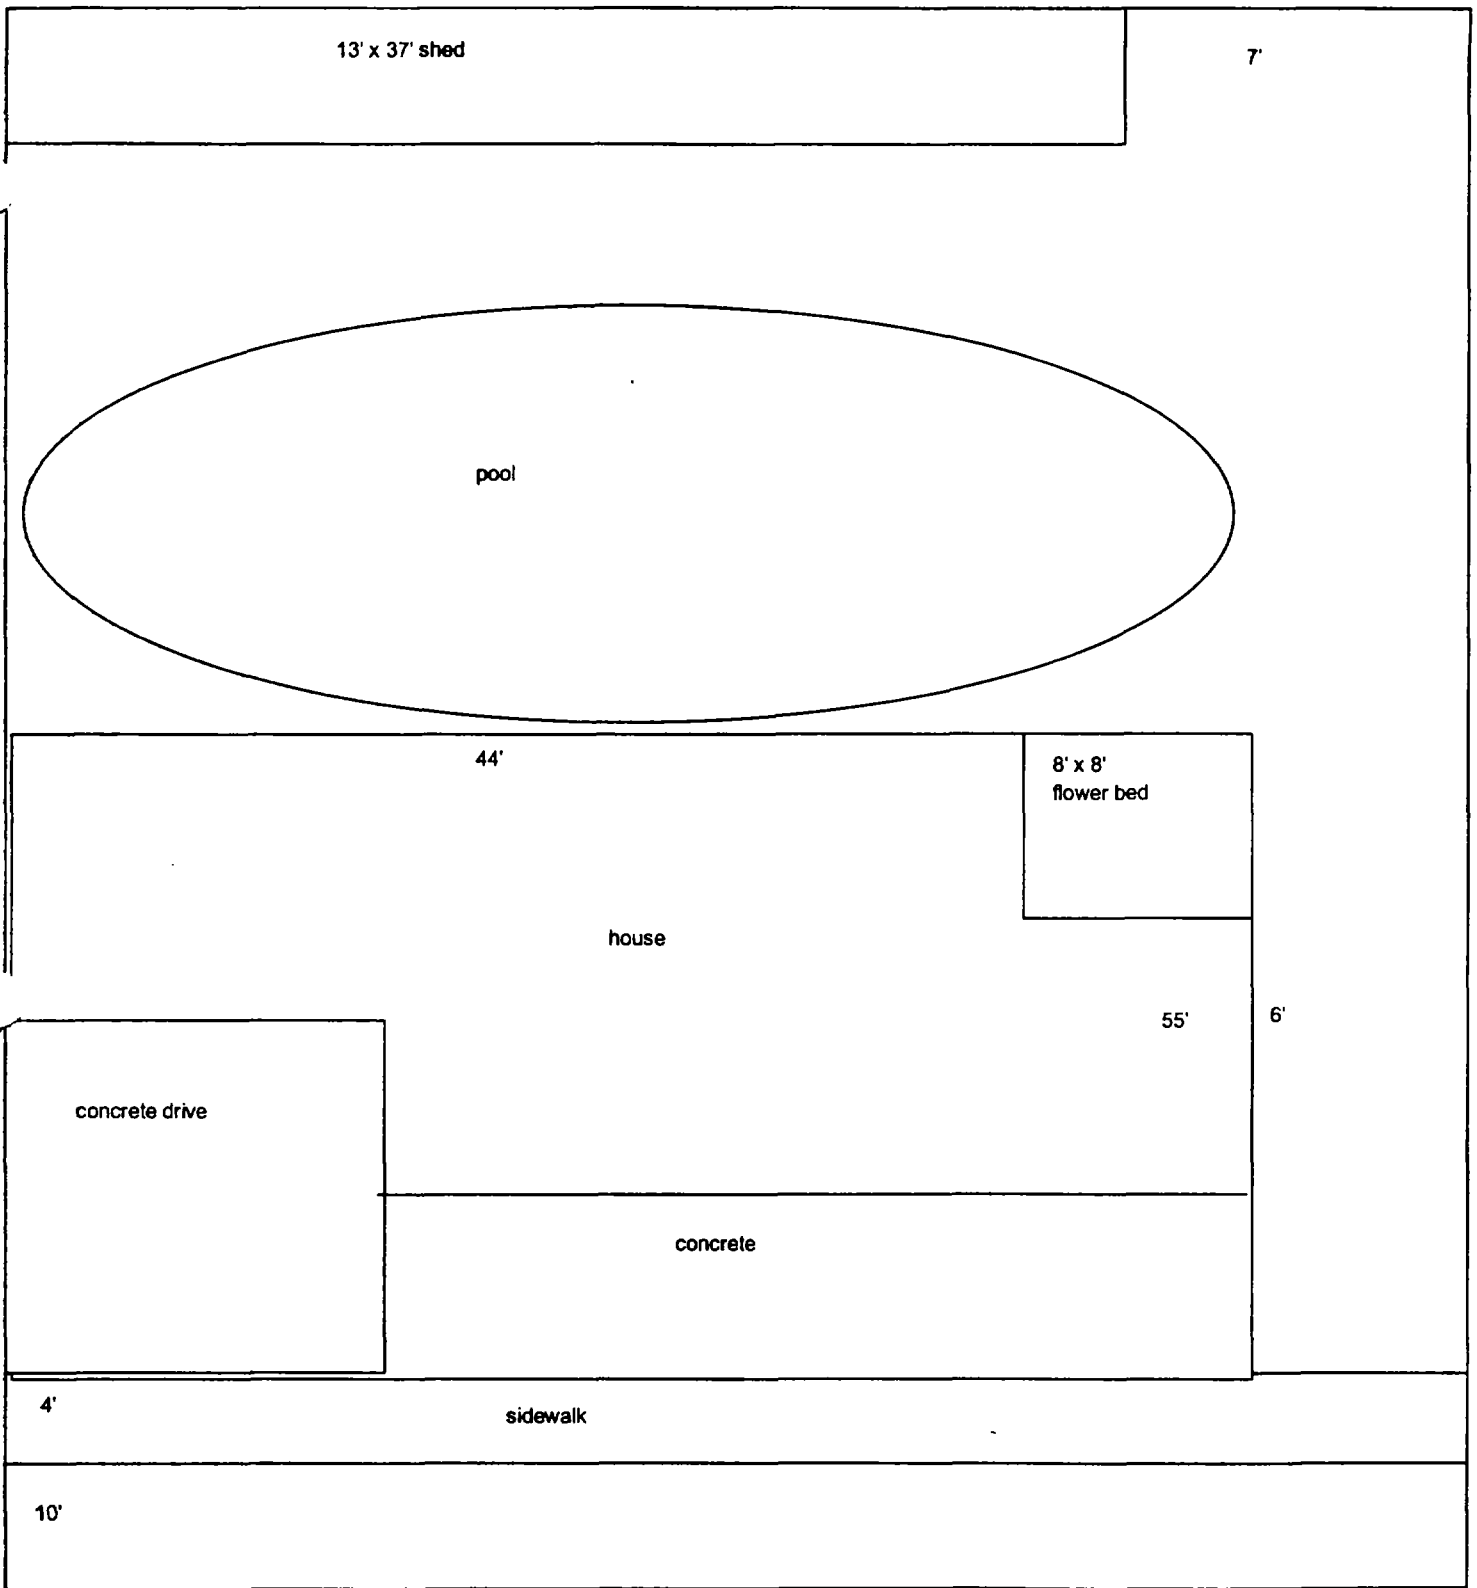 13' x 37' shed
7'
pool
44'
8' x 8'
flower bed
house
55'
6'
concrete drive
concrete
4'
sidewalk
10'